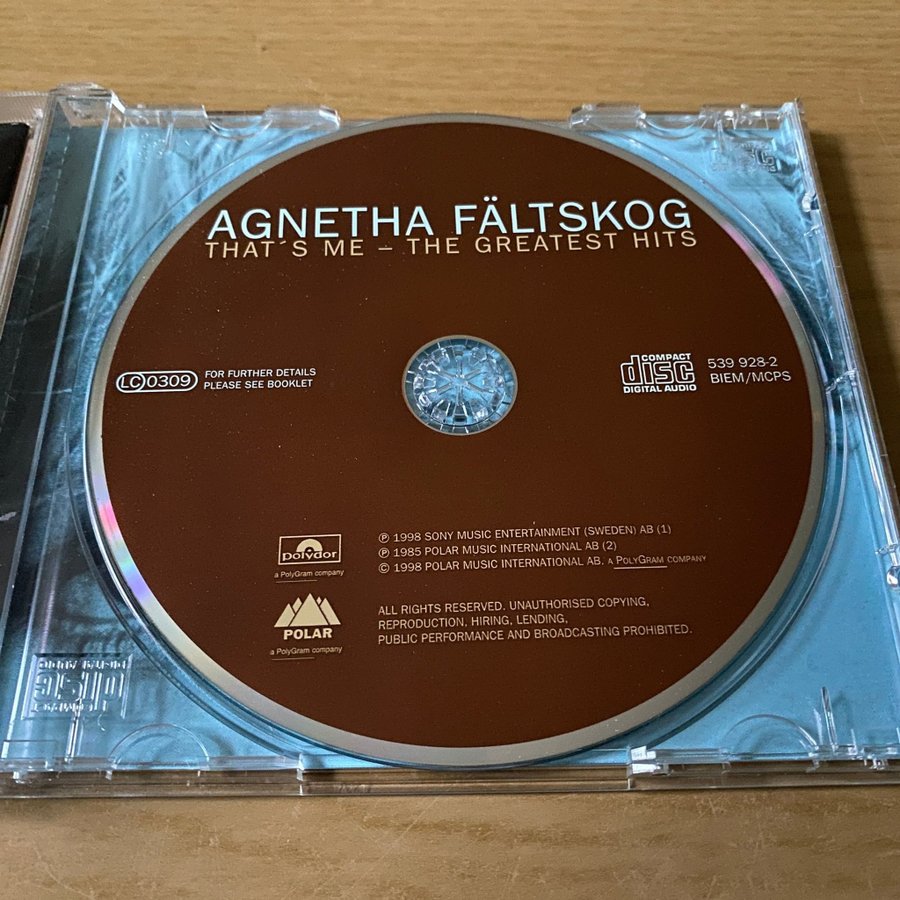 AGNETHA FÄLTSKOG
THAT´S ME – THE GREATEST HITS
LC 0309
FOR FURTHER DETAILS
PLEASE SEE BOOKLET
COMPACT
disc
DIGITAL AUDIO
539 928-2
BIEM/MCPS
polydor
a PolyGram company
POLAR
a PolyGram company
℗ 1998 SONY MUSIC ENTERTAINMENT (SWEDEN) AB (1)
℗ 1985 POLAR MUSIC INTERNATIONAL AB (2)
© 1998 POLAR MUSIC INTERNATIONAL AB. A POLYGRAM COMPANY
ALL RIGHTS RESERVED. UNAUTHORISED COPYING,
REPRODUCTION, HIRING, LENDING,
PUBLIC PERFORMANCE AND BROADCASTING PROHIBITED.